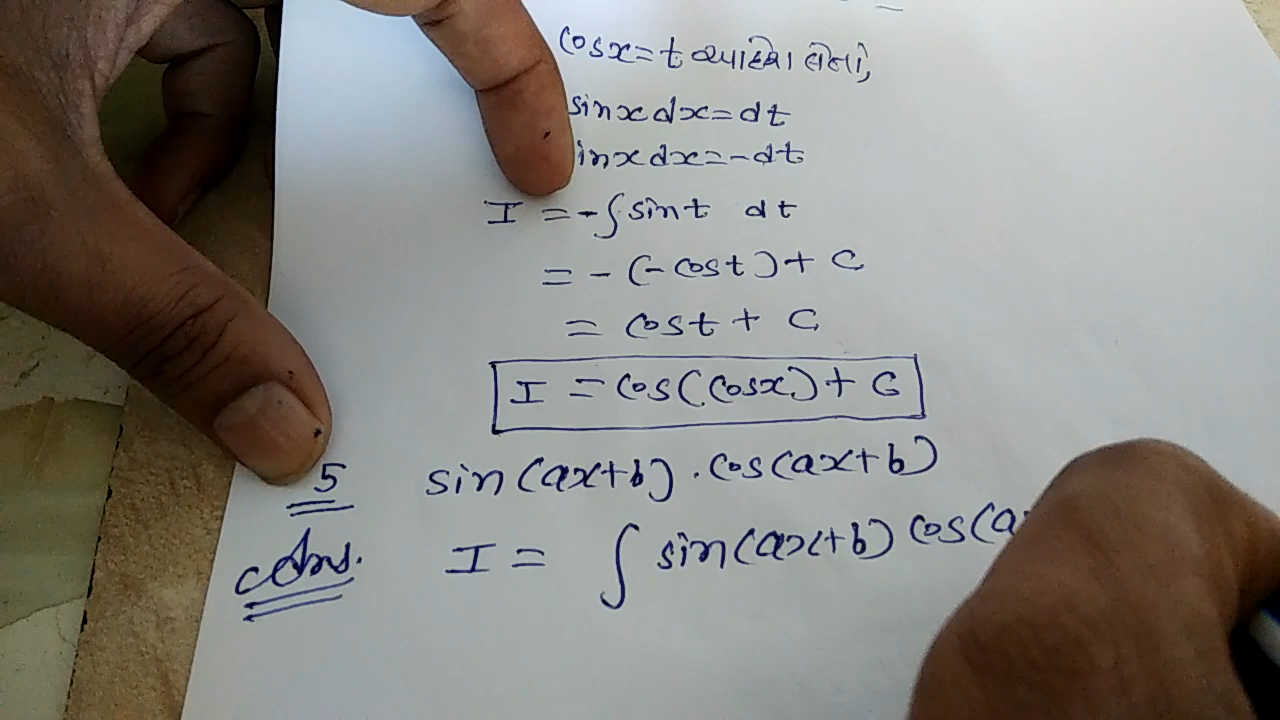 cosx=t આદેશ લેતાં,
sinx dx=dt
inx dx=-dt
I =-∫sint dt
= -(-cost)+ C
= cost + C
I = cos(cosx)+ C
5 sin(ax+b).cos(ax+b)
Ans. I= ∫ sin(ax+b) cos(a